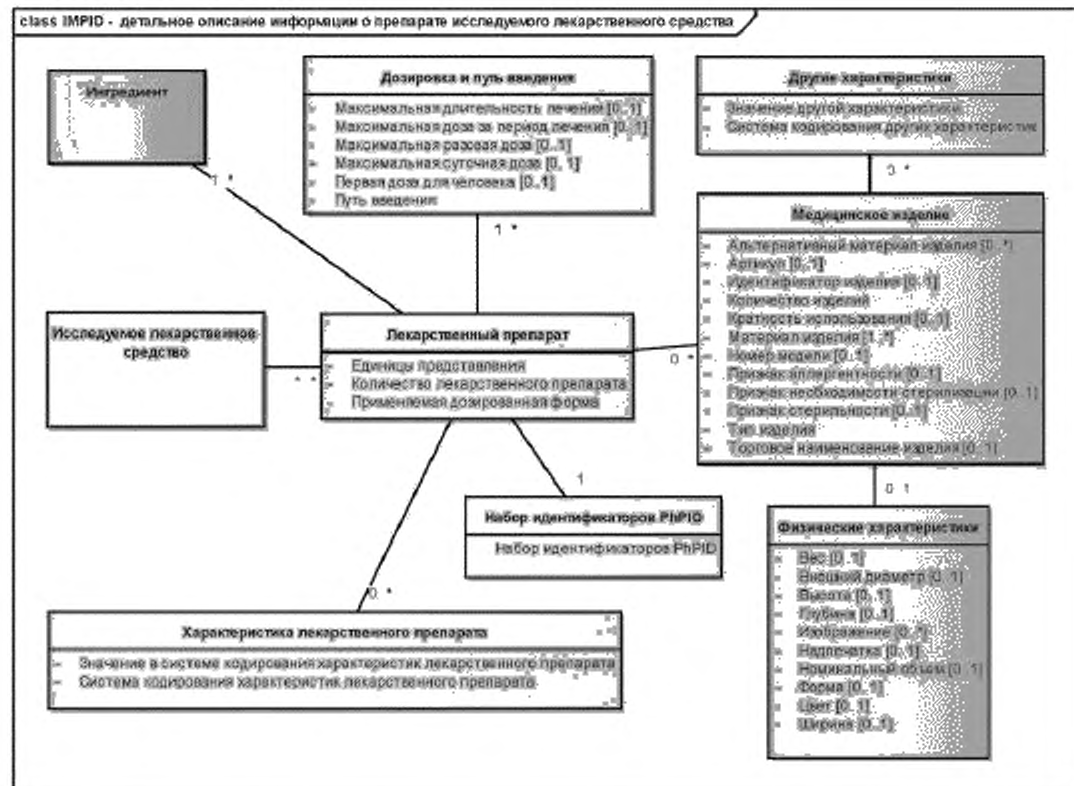 class IMPID - детальное описание информации о препарате исследуемого лекарственного средства
Ингредиент
1..*
Дозировка и путь введения
Максимальная длительность лечения [0..1]
Максимальная доза за период лечения [0..1]
Максимальная разовая доза [0..1]
Максимальная суточная доза [0..1]
Первая доза для человека [0..1]
Путь введения
1..*
Другие характеристики
Значение другой характеристики
Система кодирования других характеристик
0..*
Медицинское изделие
Альтернативный материал изделия [0..*]
Артикул [0..1]
Идентификатор изделия [0..1]
Количество изделий
Кратность использования [0..1]
Материал изделия [1..*]
Номер модели [0..1]
Признак аллергентности [0..1]
Признак необходимости стерилизации [0..1]
Признак стерильности [0..1]
Тип изделия
Торговое наименование изделия [0..1]
Исследуемое лекарственное
средство
Лекарственный препарат
Единицы представления
Количество лекарственного препарата
Применяемая дозированная форма
0..*
0..1
1
Набор идентификаторов PhPID
Набор идентификаторов PhPID
Физические характеристики
Вес [0..1]
Внешний диаметр [0..1]
Высота [0..1]
Глубина [0..1]
Изображение [0..*]
Надпечатка [0..1]
Номинальный объем [0..1]
Форма [0..1]
Цвет [0..1]
Ширина [0..1]
0..*
Характеристика лекарственного препарата
Значение в системе кодирования характеристик лекарственного препарата
Система кодирования характеристик лекарственного препарата